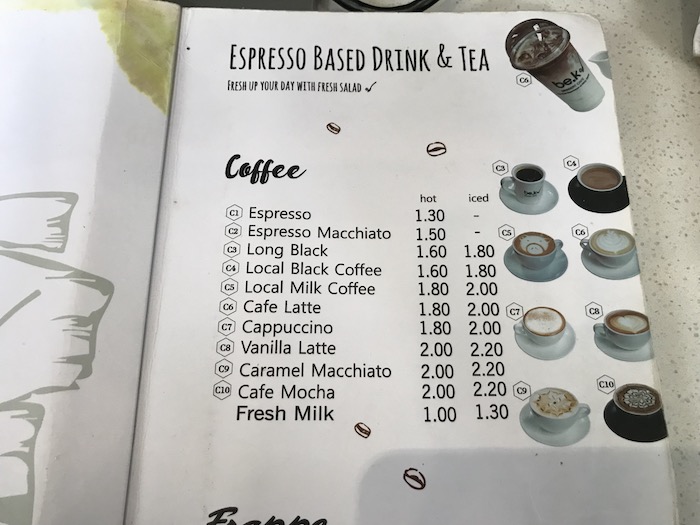 ESPRESSO BASED DRINK & TEA
FRESH UP YOUR DAY WITH FRESH SALAD ✓
C6
be.k
Coffee
hot iced
C1 Espresso 1.30 -
C2 Espresso Macchiato 1.50 -
C3 Long Black 1.60 1.80
C4 Local Black Coffee 1.60 1.80
C5 Local Milk Coffee 1.80 2.00
C6 Cafe Latte 1.80 2.00
C7 Cappuccino 1.80 2.00
C8 Vanilla Latte 2.00 2.20
C9 Caramel Macchiato 2.00 2.20
C10 Cafe Mocha 2.00 2.20
Fresh Milk 1.00 1.30
C3 C4
be.k
C5 C6
C7 C8
C9 C10
Frappe